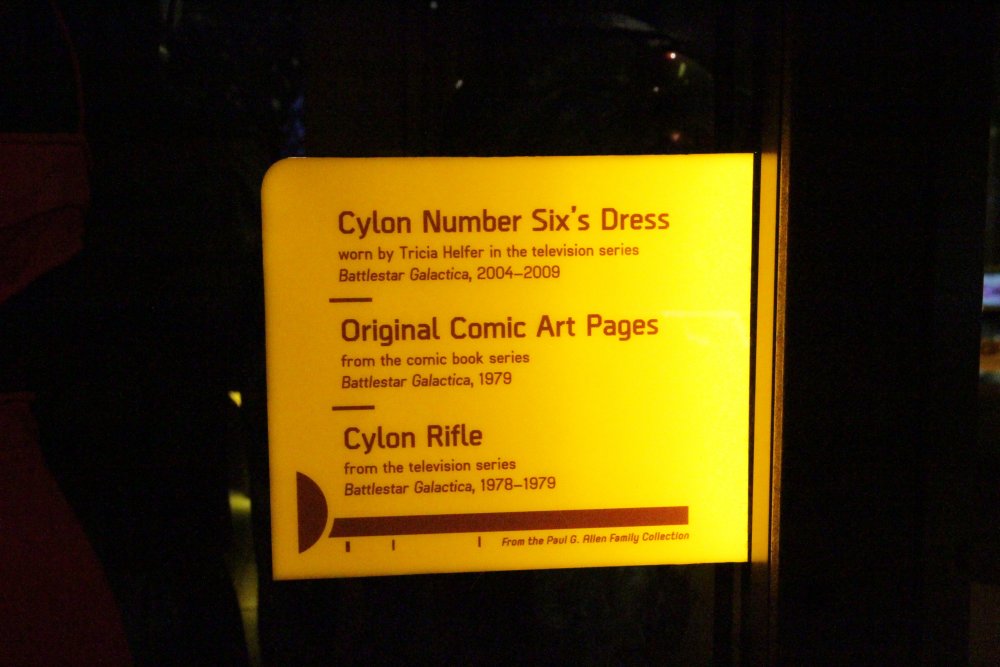 Cylon Number Six's Dress
worn by Tricia Helfer in the television series
Battlestar Galactica, 2004–2009
Original Comic Art Pages
from the comic book series
Battlestar Galactica, 1979
Cylon Rifle
from the television series
Battlestar Galactica, 1978–1979
From the Paul G. Allen Family Collection